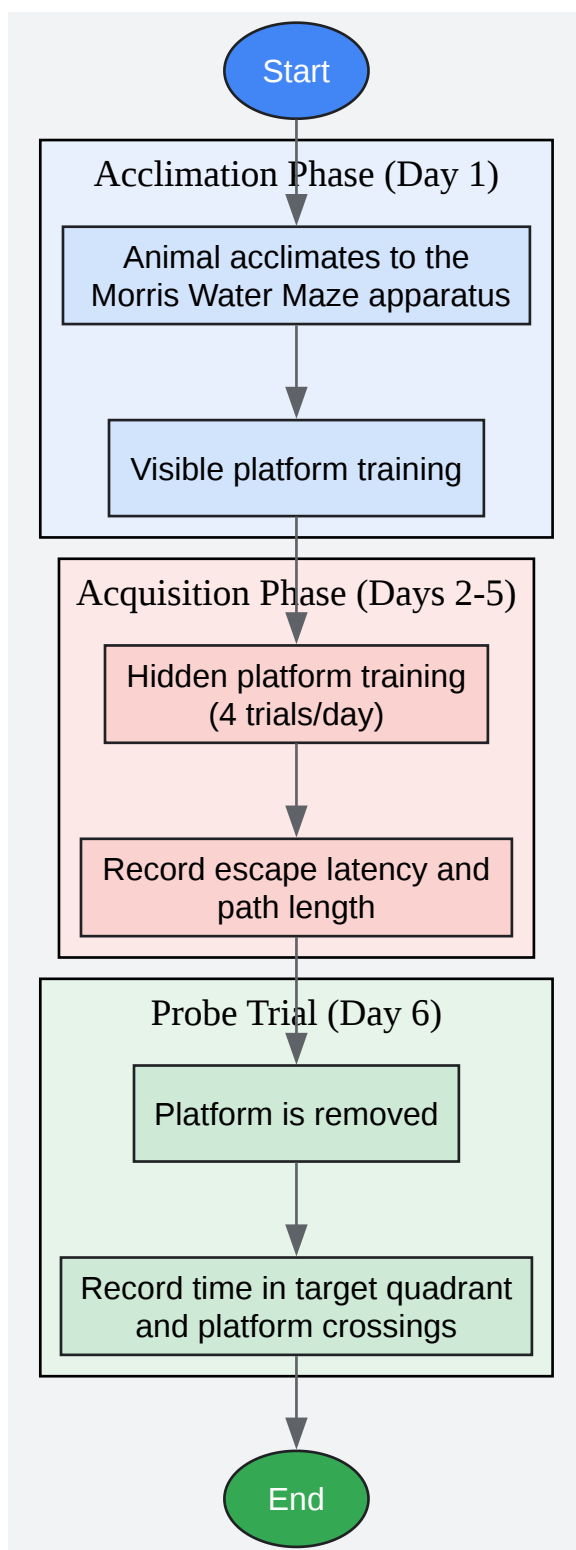 Start
Acclimation Phase (Day 1)
Animal acclimates to the
Morris Water Maze apparatus
Visible platform training
Acquisition Phase (Days 2-5)
Hidden platform training
(4 trials/day)
Record escape latency and
path length
Probe Trial (Day 6)
Platform is removed
Record time in target quadrant
and platform crossings
End